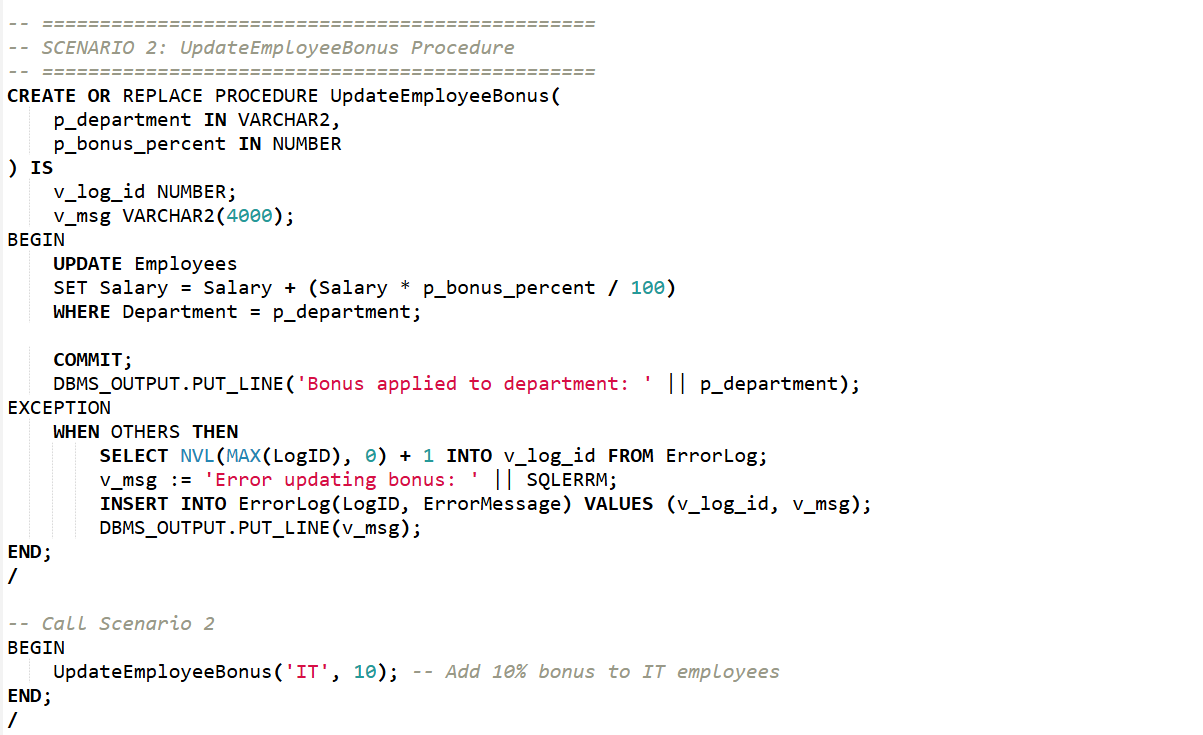 -- ================================================
-- SCENARIO 2: UpdateEmployeeBonus Procedure
-- ================================================
CREATE OR REPLACE PROCEDURE UpdateEmployeeBonus(
    p_department IN VARCHAR2,
    p_bonus_percent IN NUMBER
) IS
    v_log_id NUMBER;
    v_msg VARCHAR2(4000);
BEGIN
    UPDATE Employees
    SET Salary = Salary + (Salary * p_bonus_percent / 100)
    WHERE Department = p_department;

    COMMIT;
    DBMS_OUTPUT.PUT_LINE('Bonus applied to department: ' || p_department);
EXCEPTION
    WHEN OTHERS THEN
        SELECT NVL(MAX(LogID), 0) + 1 INTO v_log_id FROM ErrorLog;
        v_msg := 'Error updating bonus: ' || SQLERRM;
        INSERT INTO ErrorLog(LogID, ErrorMessage) VALUES (v_log_id, v_msg);
        DBMS_OUTPUT.PUT_LINE(v_msg);
END;
/

-- Call Scenario 2
BEGIN
    UpdateEmployeeBonus('IT', 10); -- Add 10% bonus to IT employees
END;
/